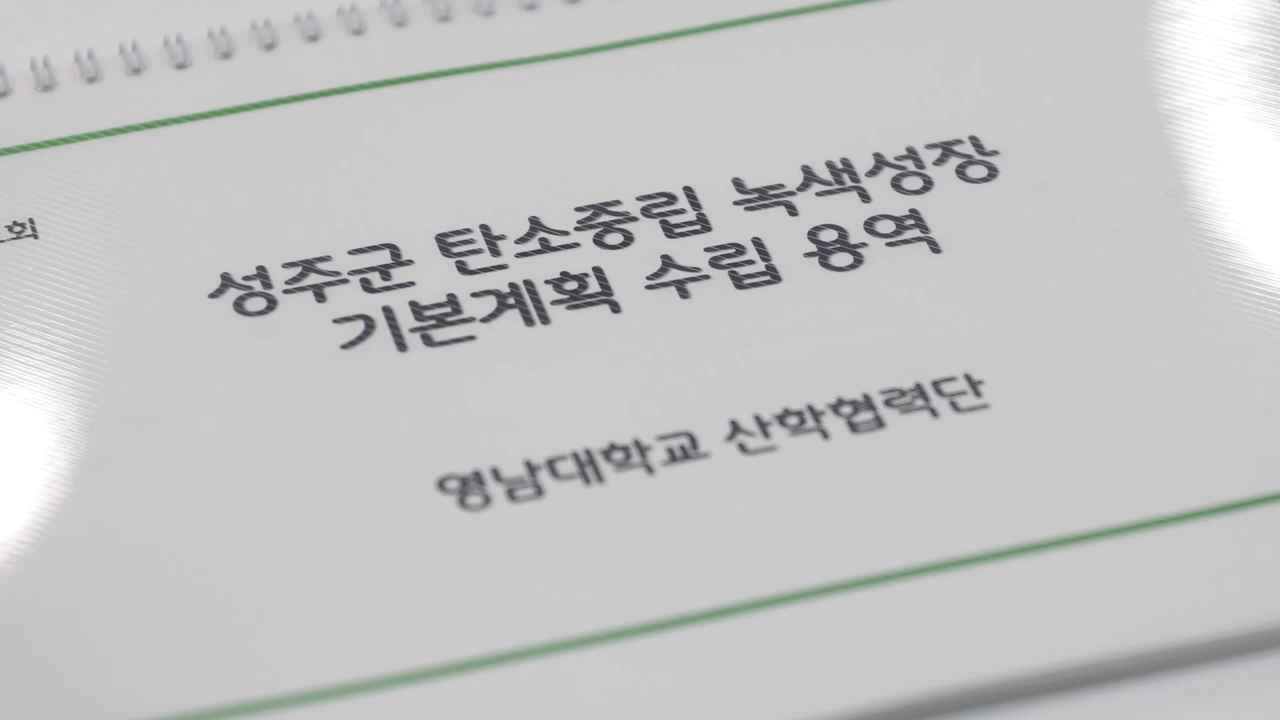 성주군 탄소중립 녹색성장
기본계획 수립 용역
영남대학교 산학협력단